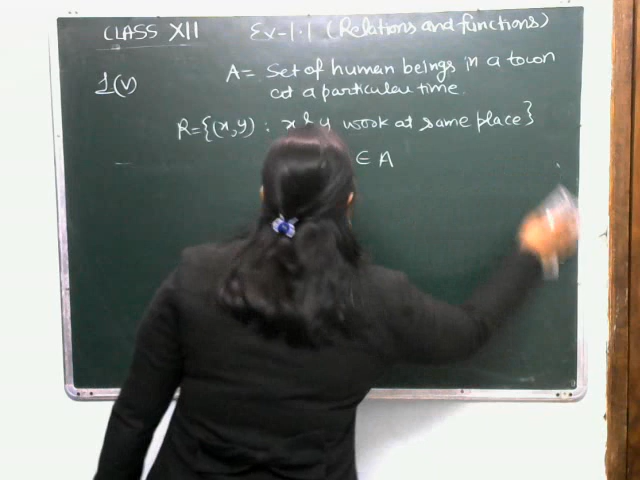 CLASS XII Ex-1.1 (Relations and functions)
1(v) A= Set of human beings in a town
at a particular time.
R={(x,y) : x & y work at same place}
∈ A